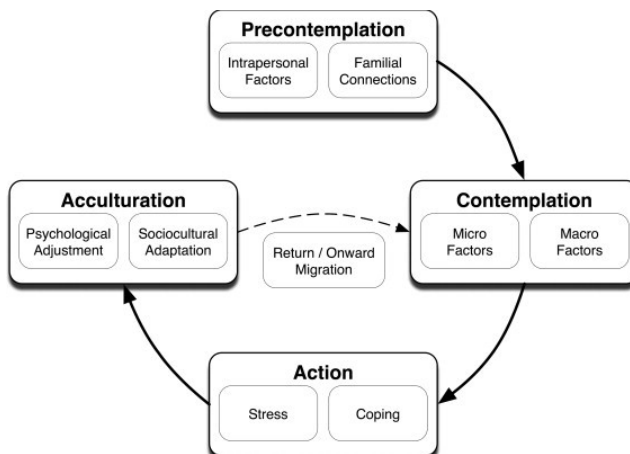 Precontemplation
Intrapersonal
Factors
Familial
Connections
Acculturation
Psychological
Adjustment
Sociocultural
Adaptation
Return / Onward
Migration
Contemplation
Micro
Factors
Macro
Factors
Action
Stress
Coping